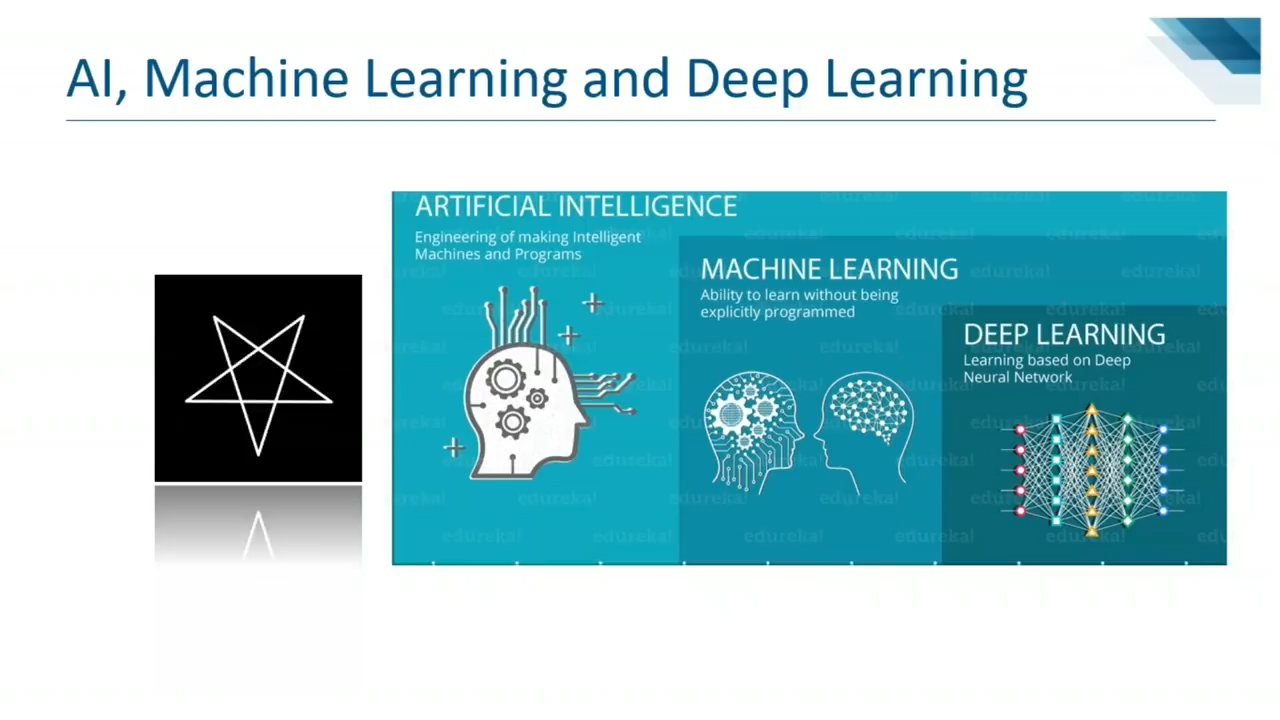 AI, Machine Learning and Deep Learning
ARTIFICIAL INTELLIGENCE
Engineering of making Intelligent
Machines and Programs
MACHINE LEARNING
Ability to learn without being
explicitly programmed
DEEP LEARNING
Learning based on Deep
Neural Network
edureka!